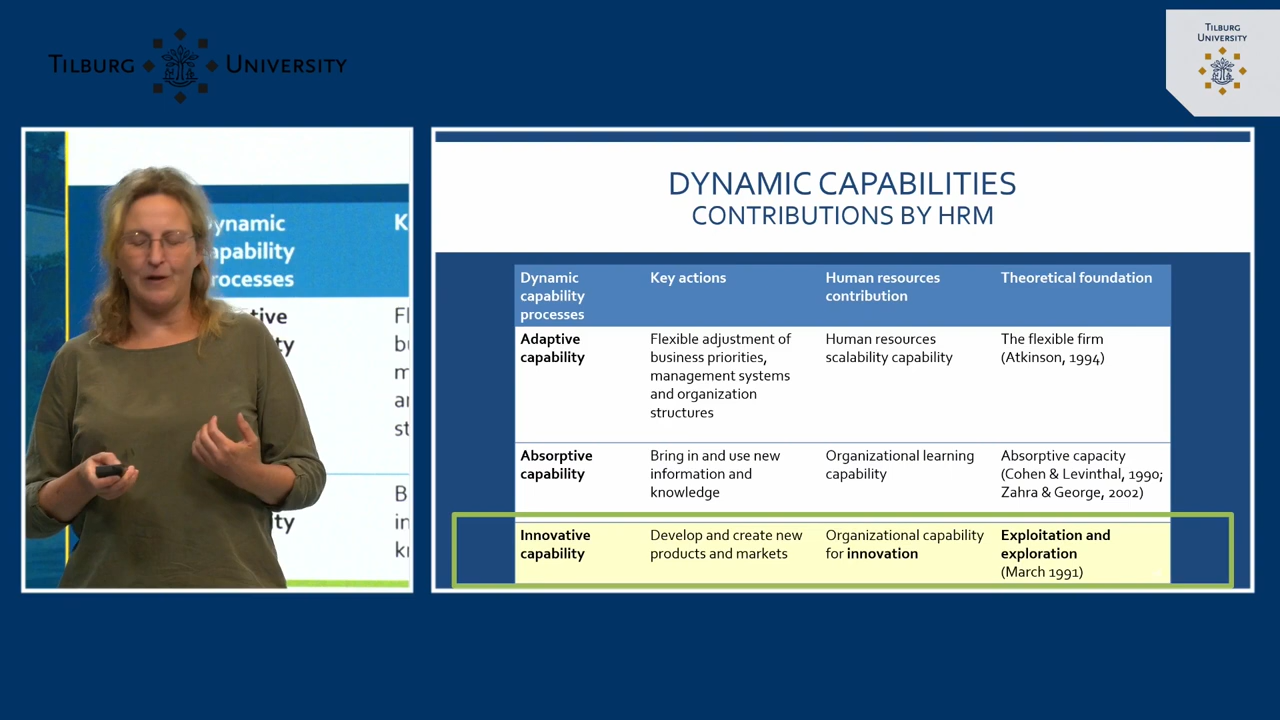 TILBURG UNIVERSITY
TILBURG
UNIVERSITY
ynamic
apability
rocesses
K
tive
ty
Fl
bu
m
a
st
ity
B
in
k
DYNAMIC CAPABILITIES
CONTRIBUTIONS BY HRM
Dynamic
capability
processes
Key actions
Human resources
contribution
Theoretical foundation
Adaptive
capability
Flexible adjustment of
business priorities,
management systems
and organization
structures
Human resources
scalability capability
The flexible firm
(Atkinson, 1994)
Absorptive
capability
Bring in and use new
information and
knowledge
Organizational learning
capability
Absorptive capacity
(Cohen & Levinthal, 1990;
Zahra & George, 2002)
Innovative
capability
Develop and create new
products and markets
Organizational capability
for innovation
Exploitation and
exploration
(March 1991)